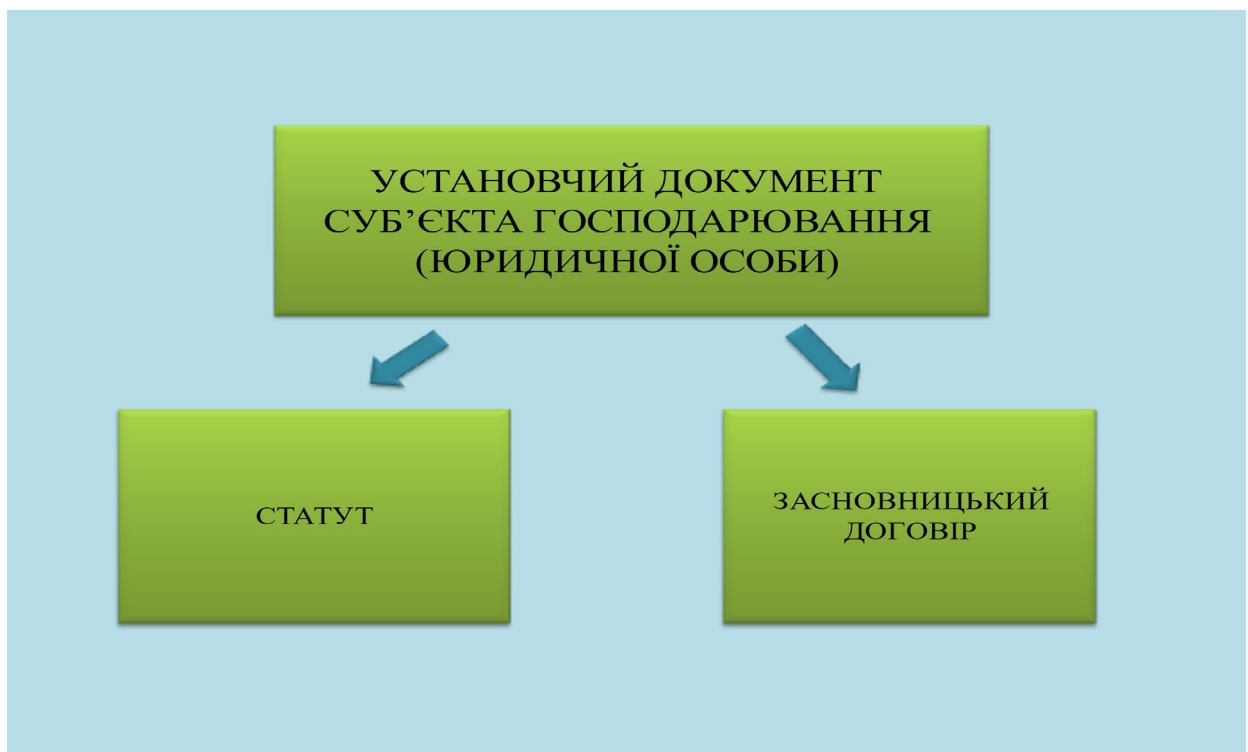 УСТАНОВЧИЙ ДОКУМЕНТ
СУБ’ЄКТА ГОСПОДАРЮВАННЯ
(ЮРИДИЧНОЇ ОСОБИ)
СТАТУТ
ЗАСНОВНИЦЬКИЙ
ДОГОВІР